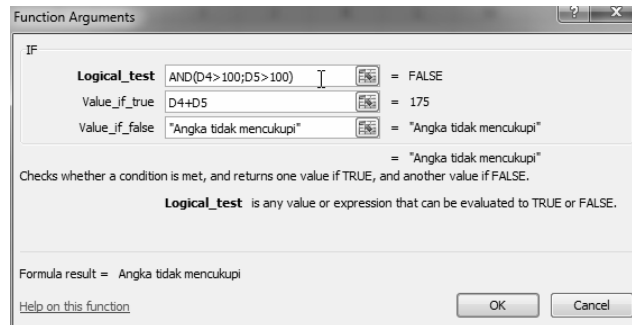 Function Arguments ? X
IF
Logical_test AND(D4>100;D5>100) = FALSE
Value_if_true D4+D5 = 175
Value_if_false "Angka tidak mencukupi" = "Angka tidak mencukupi"
= "Angka tidak mencukupi"
Checks whether a condition is met, and returns one value if TRUE, and another value if FALSE.
Logical_test is any value or expression that can be evaluated to TRUE or FALSE.
Formula result = Angka tidak mencukupi
Help on this function OK Cancel